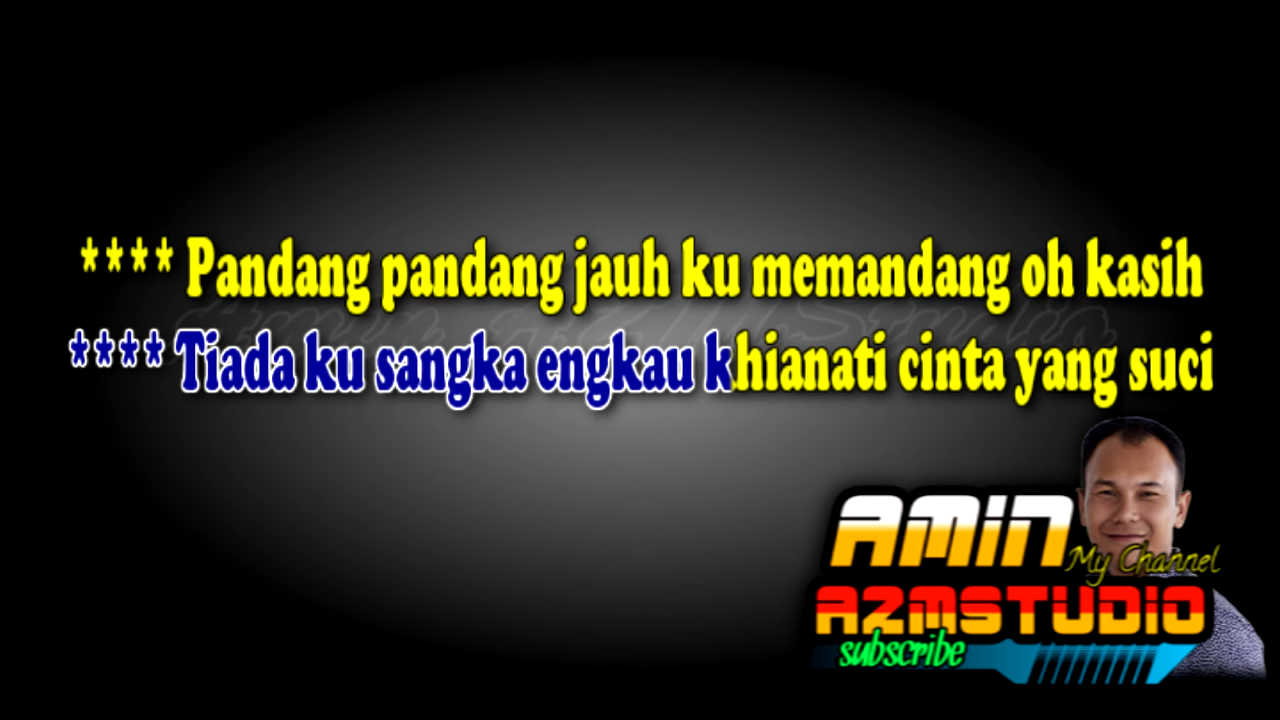 **** Pandang pandang jauh ku memandang oh kasih
**** Tiada ku sangka engkau khianati cinta yang suci
AMIN
My Channel
AZMSTUDIO
subscribe